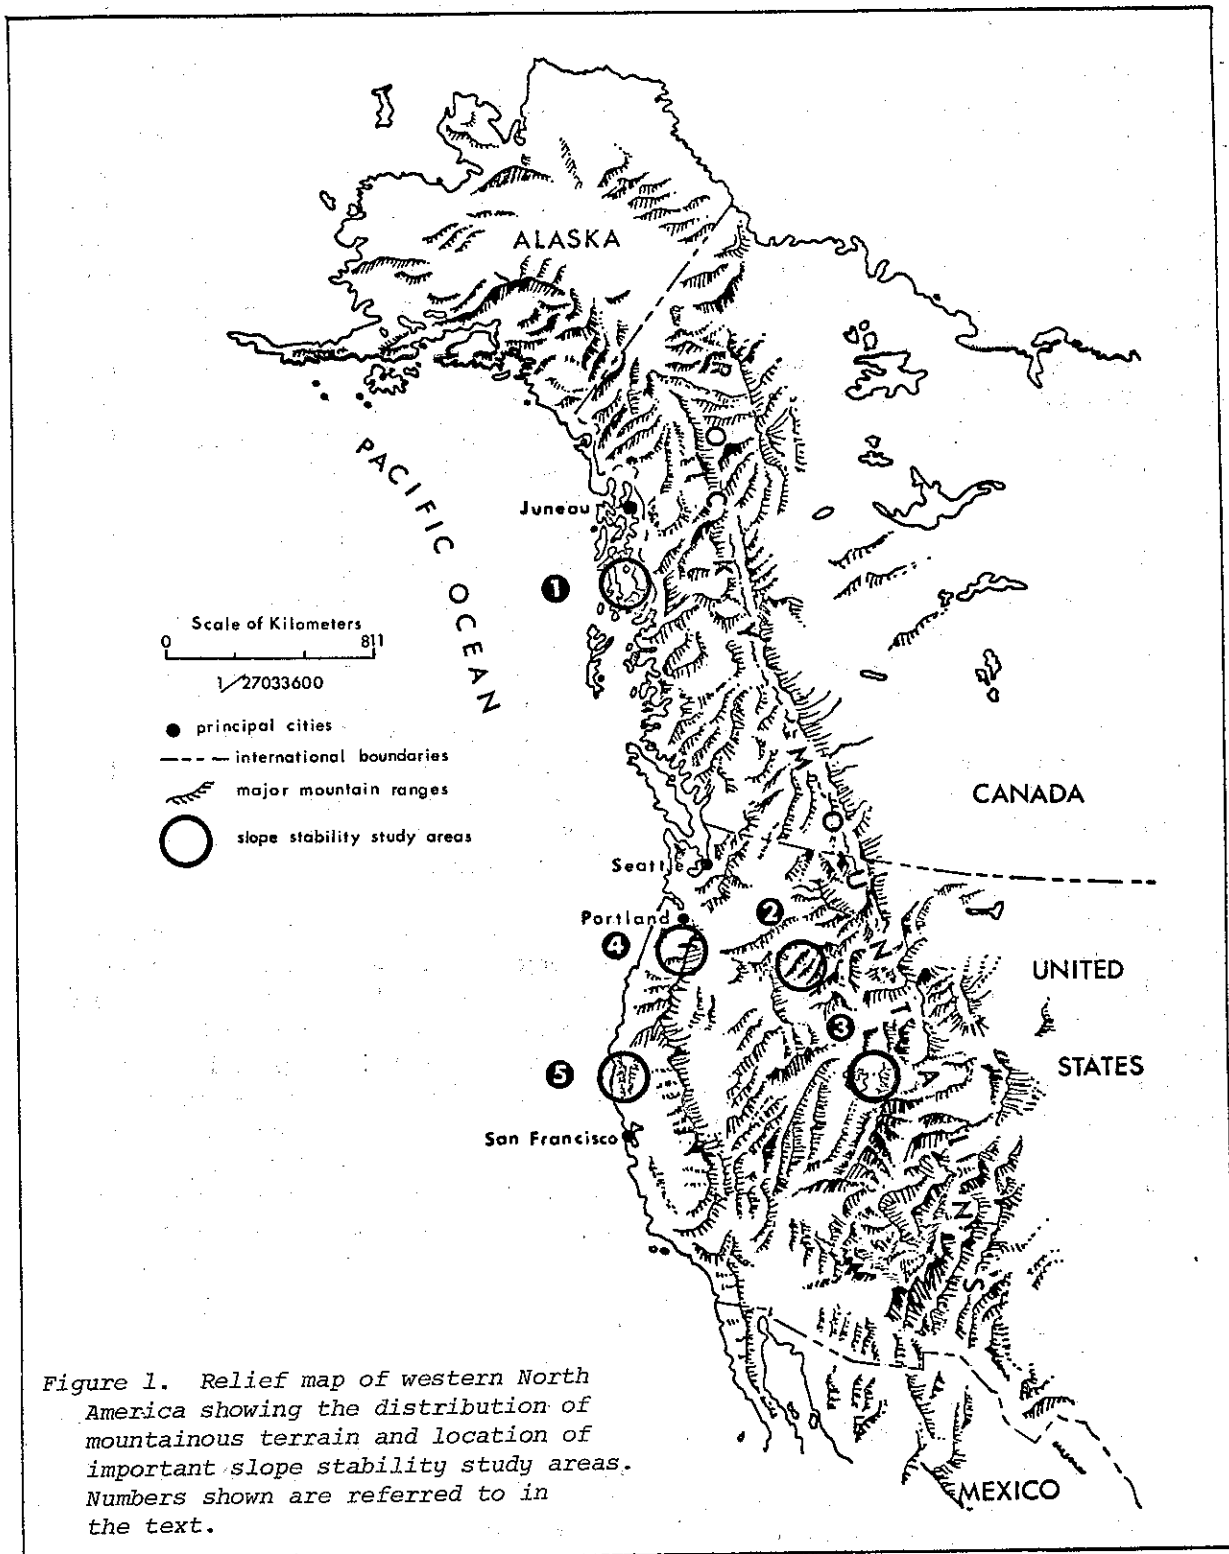 ALASKA
ROCKY MOUNTAINS
PACIFIC OCEAN
Juneau
1
Scale of Kilometers
0 811
1/27033600
principal cities
international boundaries
major mountain ranges
slope stability study areas
CANADA
Seattle
Portland
2
4
UNITED
STATES
3
5
San Francisco
MEXICO
Figure 1. Relief map of western North
America showing the distribution of
mountainous terrain and location of
important slope stability study areas.
Numbers shown are referred to in
the text.